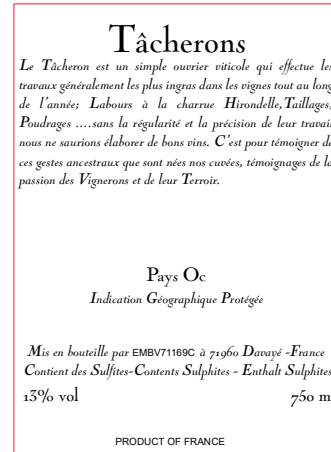 Tâcherons
Le Tâcheron est un simple ouvrier viticole qui effectue les
travaux généralement les plus ingras dans les vignes tout au long
de l'année; Labours à la charrue Hirondelle,Taillages,
Poudrages ....sans la régularité et la précision de leur travail
nous ne saurions élaborer de bons vins. C'est pour témoigner de
ces gestes ancestraux que sont nées nos cuvées, témoignages de la
passion des Vignerons et de leur Terroir.
Pays Oc
Indication Géographique Protégée
Mis en bouteille par EMBV71169C à 71960 Davayé -France
Contient des Sulfites-Contents Sulphites - Enthalt Sulphites
13% vol 750 m
PRODUCT OF FRANCE